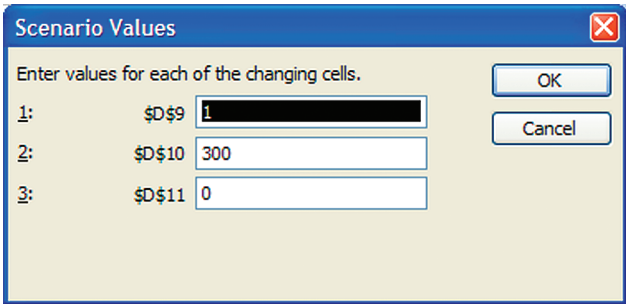 Scenario Values
Enter values for each of the changing cells.
OK
1: $D$9 1
Cancel
2: $D$10 300
3: $D$11 0